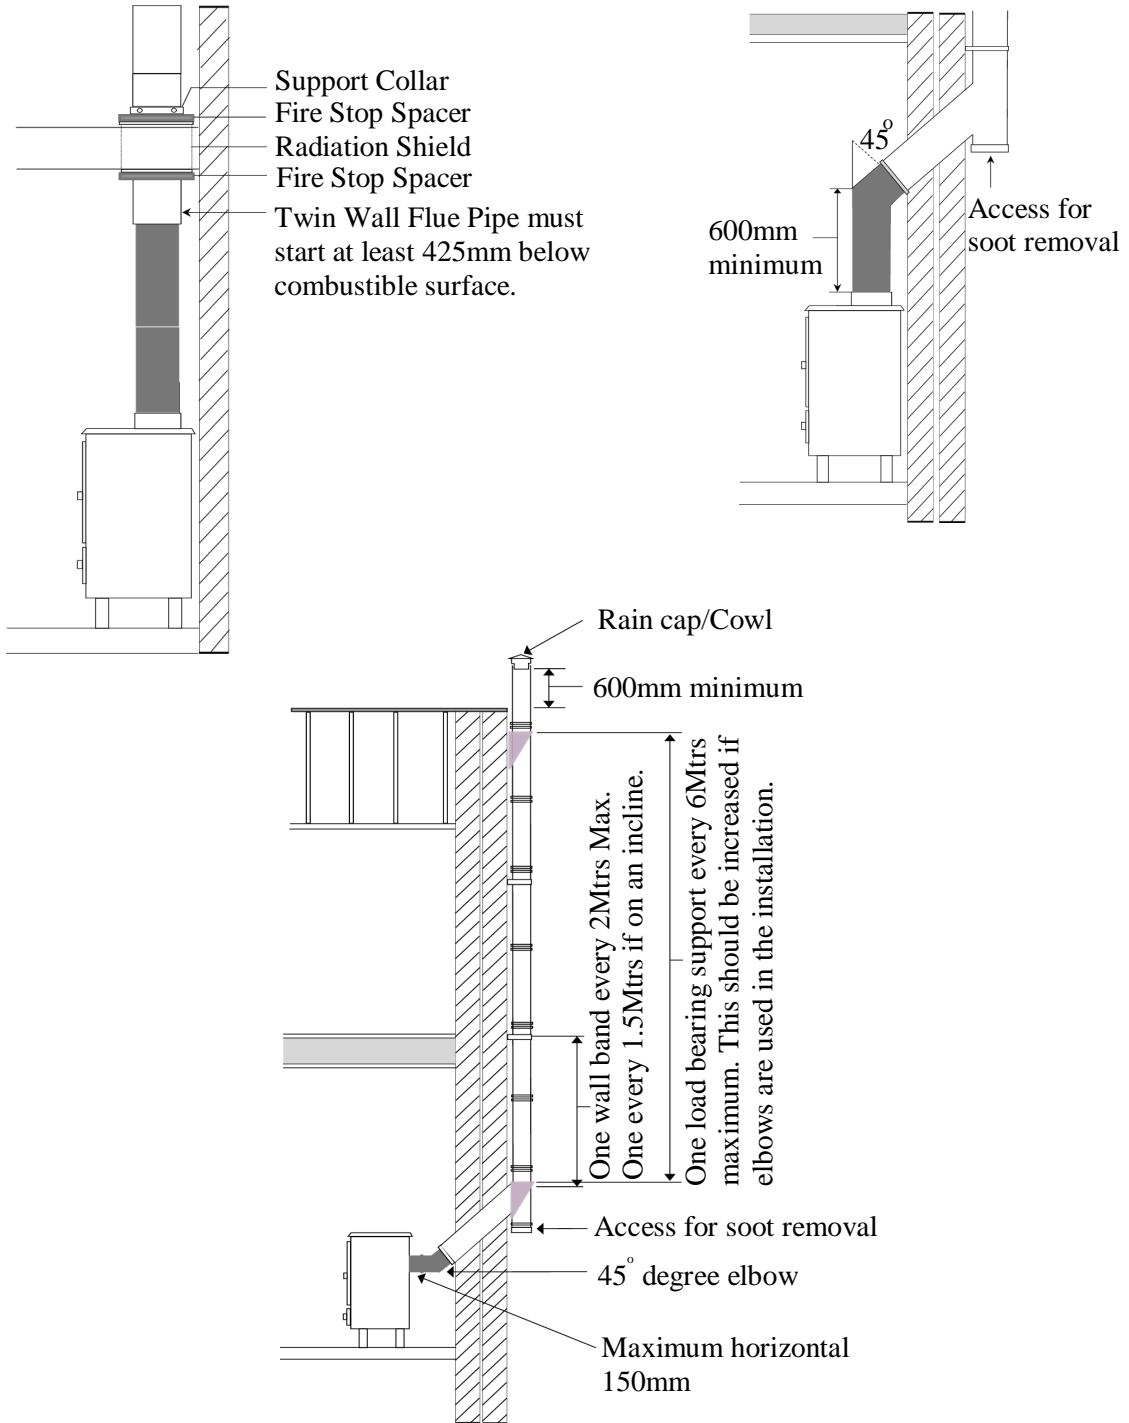 Support Collar
Fire Stop Spacer
Radiation Shield
Fire Stop Spacer
Twin Wall Flue Pipe must
start at least 425mm below
combustible surface.
45°
600mm
minimum
Access for
soot removal
Rain cap/Cowl
600mm minimum
One wall band every 2Mtrs Max.
One every 1.5Mtrs if on an incline.
One load bearing support every 6Mtrs
maximum. This should be increased if
elbows are used in the installation.
Access for soot removal
45° degree elbow
Maximum horizontal
150mm